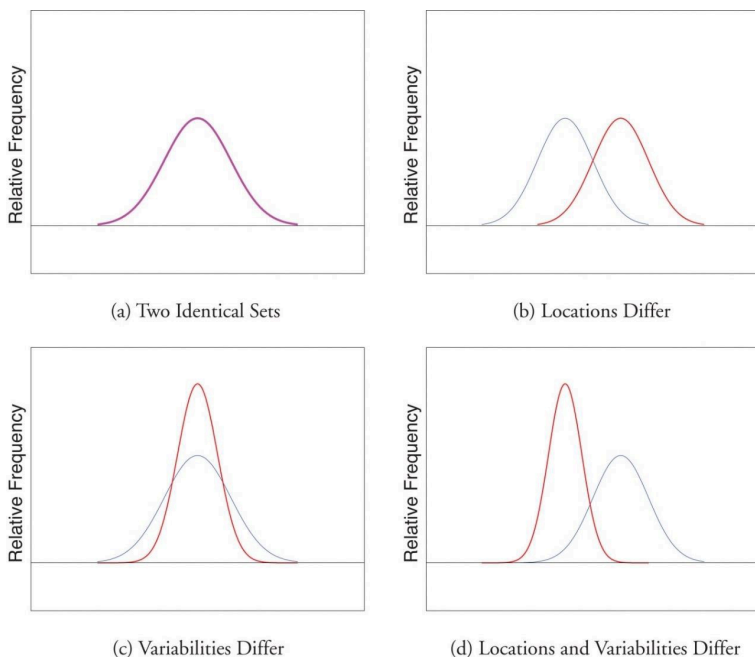 Relative Frequency
(a) Two Identical Sets
Relative Frequency
(b) Locations Differ
Relative Frequency
(c) Variabilities Differ
Relative Frequency
(d) Locations and Variabilities Differ